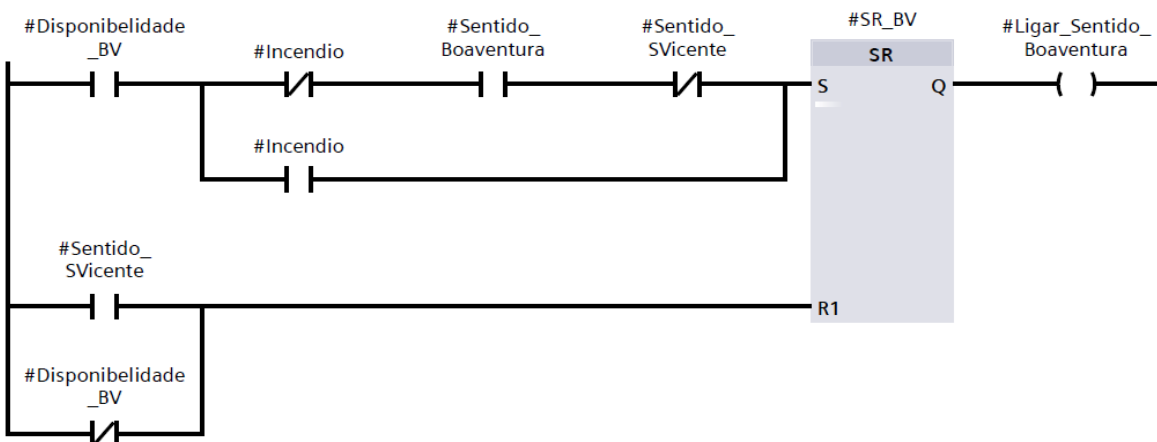 #Disponibelidade
_BV
#Incendio
#Sentido_
Boaventura
#Sentido_
SVicente
#SR_BV
SR
S
Q
#Ligar_Sentido_
Boaventura
#Incendio
#Sentido_
SVicente
R1
#Disponibelidade
_BV